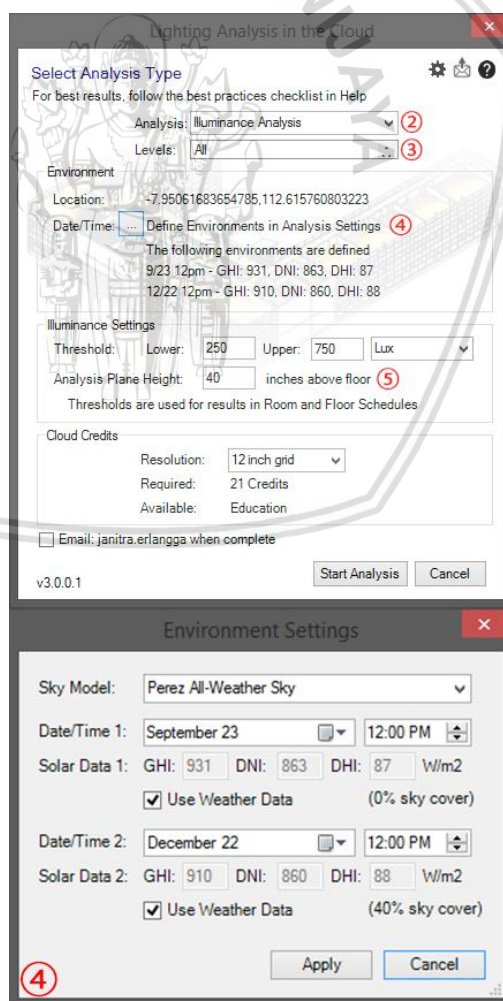 Lighting Analysis in the Cloud
Select Analysis Type
For best results, follow the best practices checklist in Help
Analysis: Illuminance Analysis ②
Levels: All ③
Environment
Location: -7.95061683654785,112.615760803223
Date/Time: ... Define Environments in Analysis Settings ④
The following environments are defined
9/23 12pm - GHI: 931, DNI: 863, DHI: 87
12/22 12pm - GHI: 910, DNI: 860, DHI: 88
Illuminance Settings
Threshold: Lower: 250 Upper: 750 Lux
Analysis Plane Height: 40 inches above floor ⑤
Thresholds are used for results in Room and Floor Schedules
Cloud Credits
Resolution: 12 inch grid
Required: 21 Credits
Available: Education
Email: janitra.erlangga when complete
v3.0.0.1 Start Analysis Cancel
Environment Settings
Sky Model: Perez All-Weather Sky
Date/Time 1: September 23 12:00 PM
Solar Data 1: GHI: 931 DNI: 863 DHI: 87 W/m2
Use Weather Data (0% sky cover)
Date/Time 2: December 22 12:00 PM
Solar Data 2: GHI: 910 DNI: 860 DHI: 88 W/m2
Use Weather Data (40% sky cover)
Apply Cancel
④